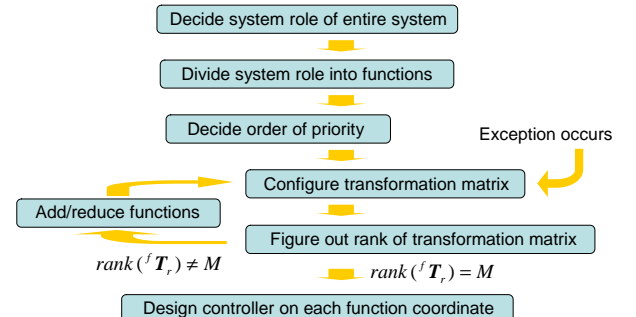 Decide system role of entire system
Divide system role into functions
Decide order of priority
Exception occurs
Configure transformation matrix
Add/reduce functions
Figure out rank of transformation matrix
rank(ᶠTᵣ) ≠ M
rank(ᶠTᵣ) = M
Design controller on each function coordinate